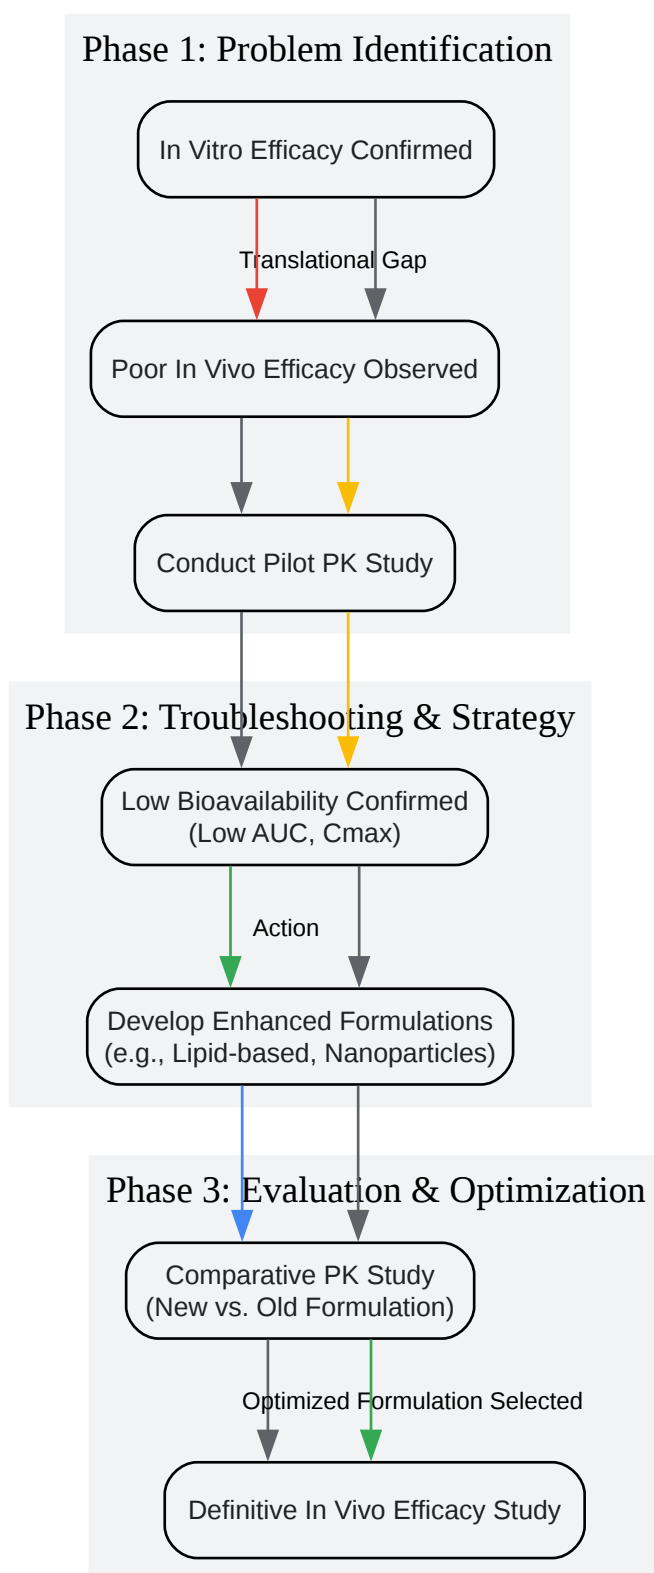 Phase 1: Problem Identification
In Vitro Efficacy Confirmed
Translational Gap
Poor In Vivo Efficacy Observed
Conduct Pilot PK Study
Phase 2: Troubleshooting & Strategy
Low Bioavailability Confirmed
(Low AUC, Cmax)
Action
Develop Enhanced Formulations
(e.g., Lipid-based, Nanoparticles)
Phase 3: Evaluation & Optimization
Comparative PK Study
(New vs. Old Formulation)
Optimized Formulation Selected
Definitive In Vivo Efficacy Study